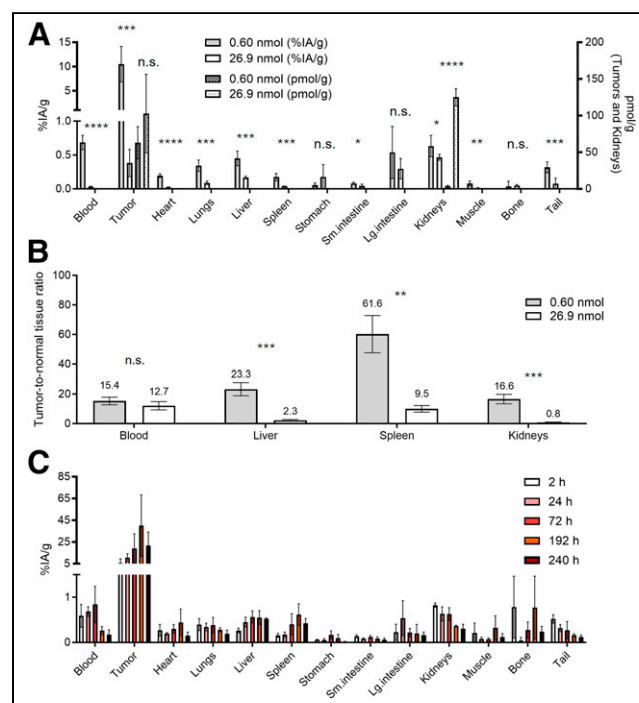 A
15
10
5
1.0
0.5
0.0
%IA/g
0.60 nmol (%IA/g)
26.9 nmol (%IA/g)
0.60 nmol (pmol/g)
26.9 nmol (pmol/g)
200
150
100
50
0
pmol/g
(Tumors and Kidneys)
**** *** n.s. **** *** *** *** n.s. * n.s. * **** ** n.s. ***
Blood Tumor Heart Lungs Liver Spleen Stomach Sm.intestine Lg.intestine Kidneys Muscle Bone Tail
B
Tumor-to-normal tissue ratio
100
80
60
40
20
0
0.60 nmol
26.9 nmol
n.s. *** ** ***
15.4 12.7 23.3 2.3 61.6 9.5 16.6 0.8
Blood Liver Spleen Kidneys
C
%IA/g
85
65
45
25
5
1
0
2 h
24 h
72 h
192 h
240 h
Blood Tumor Heart Lungs Liver Spleen Stomach Sm.intestine Lg.intestine Kidneys Muscle Bone Tail